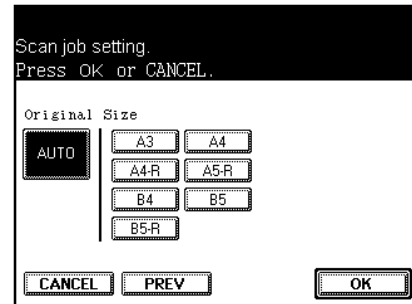 Scan job setting.
Press OK or CANCEL.
Original Size
AUTO
A3 A4
A4-R A5-R
B4 B5
B5-R
CANCEL PREV OK